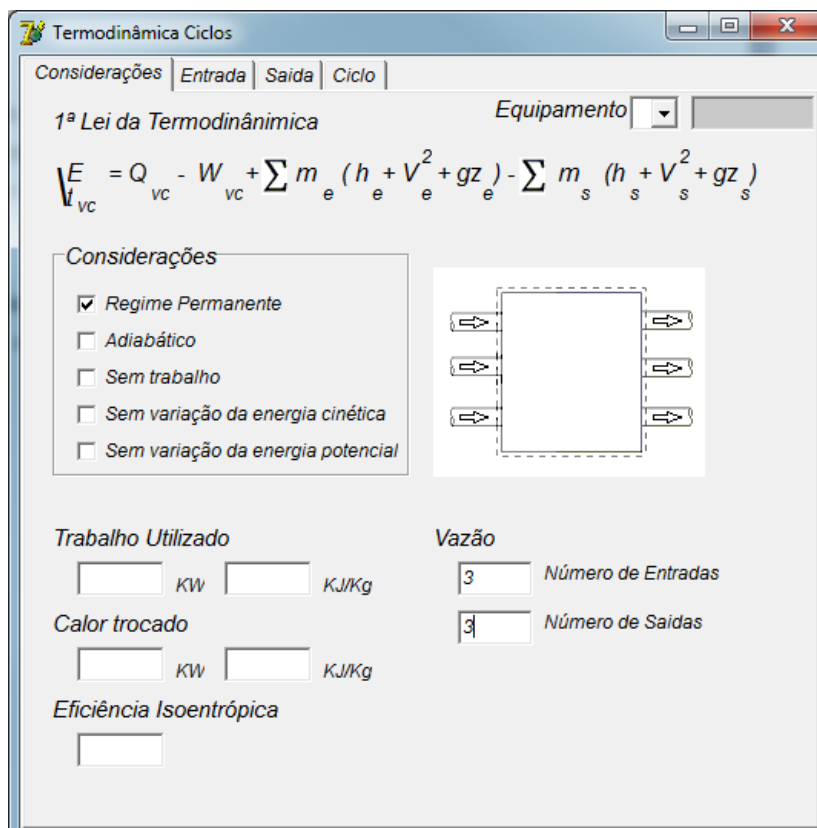 Termodinâmica Ciclos
Considerações Entrada Saida Ciclo
Equipamento
1ª Lei da Termodinânimica
\E/t vc = Q vc - W vc + ∑ m e ( h e + V e ^2 + gz e ) - ∑ m s (h s + V s ^2 + gz s )
Considerações
Regime Permanente
Adiabático
Sem trabalho
Sem variação da energia cinética
Sem variação da energia potencial
Trabalho Utilizado
KW KJ/Kg
Calor trocado
KW KJ/Kg
Eficiência Isoentrópica
Vazão
3 Número de Entradas
3 Número de Saidas